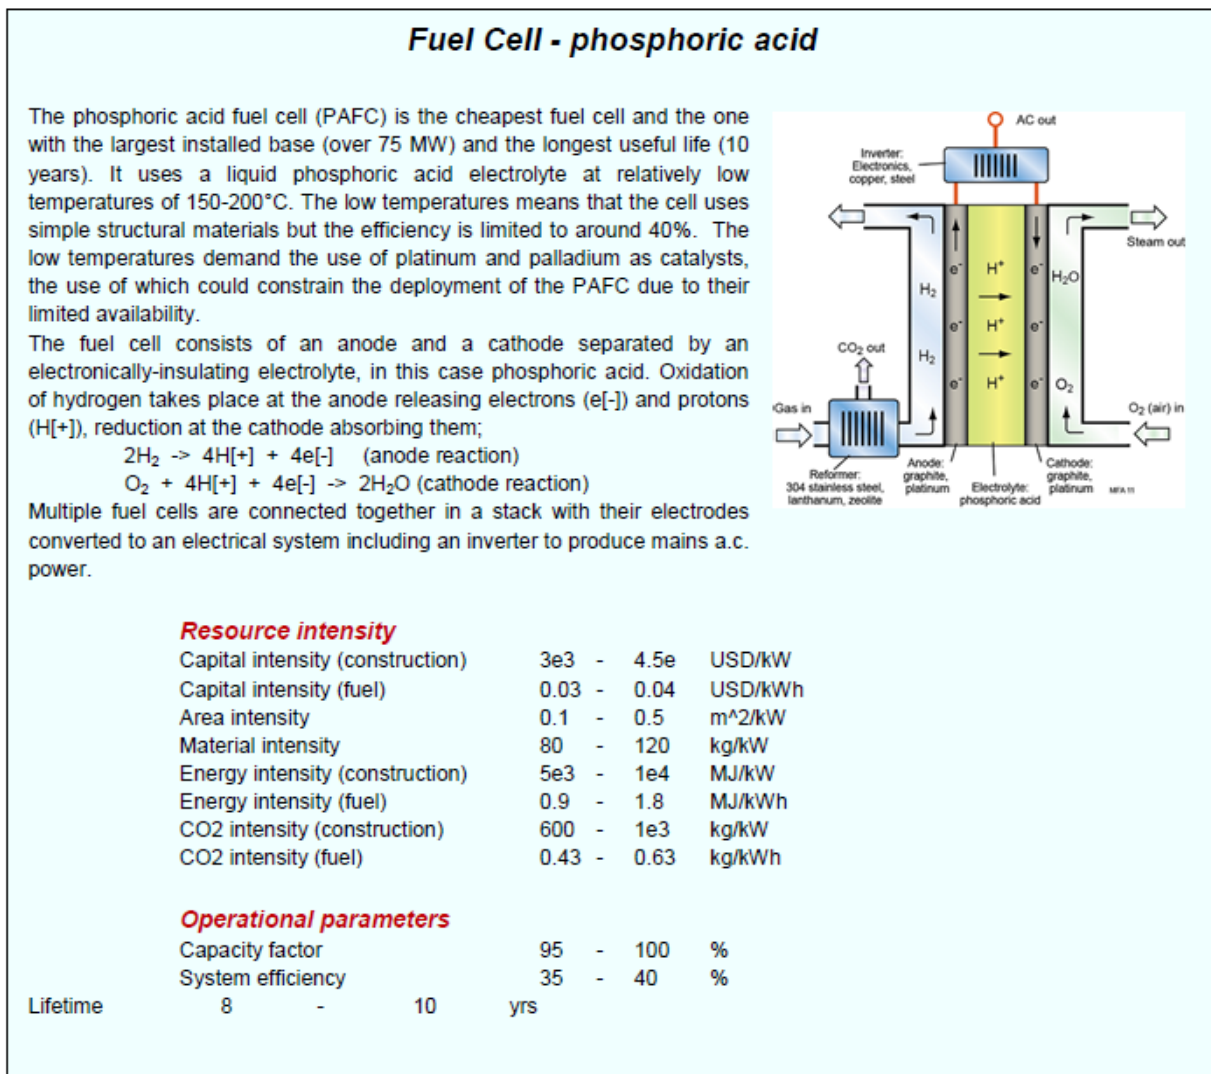 Fuel Cell - phosphoric acid
The phosphoric acid fuel cell (PAFC) is the cheapest fuel cell and the one
with the largest installed base (over 75 MW) and the longest useful life (10
years). It uses a liquid phosphoric acid electrolyte at relatively low
temperatures of 150-200°C. The low temperatures means that the cell uses
simple structural materials but the efficiency is limited to around 40%. The
low temperatures demand the use of platinum and palladium as catalysts,
the use of which could constrain the deployment of the PAFC due to their
limited availability.
The fuel cell consists of an anode and a cathode separated by an
electronically-insulating electrolyte, in this case phosphoric acid. Oxidation
of hydrogen takes place at the anode releasing electrons (e[-]) and protons
(H[+]), reduction at the cathode absorbing them;
2H₂ -> 4H[+] + 4e[-] (anode reaction)
O₂ + 4H[+] + 4e[-] -> 2H₂O (cathode reaction)
Multiple fuel cells are connected together in a stack with their electrodes
converted to an electrical system including an inverter to produce mains a.c.
power.
AC out
Inverter:
Electronics,
copper, steel
Steam out
e⁻ H⁺ e⁻ H₂O
H₂
e⁻ H⁺ e⁻
CO₂ out
H₂
e⁻ H⁺ e⁻ O₂
Gas in
O₂ (air) in
Reformer:
304 stainless steel,
lanthanum, zeolite
Anode:
graphite,
platinum
Electrolyte:
phosphoric acid
Cathode:
graphite,
platinum
MFA 11
Resource intensity
Capital intensity (construction) 3e3 - 4.5e USD/kW
Capital intensity (fuel) 0.03 - 0.04 USD/kWh
Area intensity 0.1 - 0.5 m^2/kW
Material intensity 80 - 120 kg/kW
Energy intensity (construction) 5e3 - 1e4 MJ/kW
Energy intensity (fuel) 0.9 - 1.8 MJ/kWh
CO2 intensity (construction) 600 - 1e3 kg/kW
CO2 intensity (fuel) 0.43 - 0.63 kg/kWh
Operational parameters
Capacity factor 95 - 100 %
System efficiency 35 - 40 %
Lifetime 8 - 10 yrs